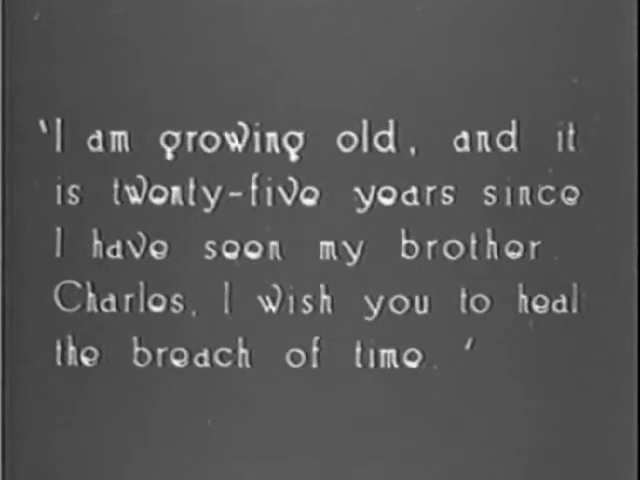 'I am growing old, and it
is twenty-five years since
I have seen my brother
Charles. I wish you to heal
the breach of time.'